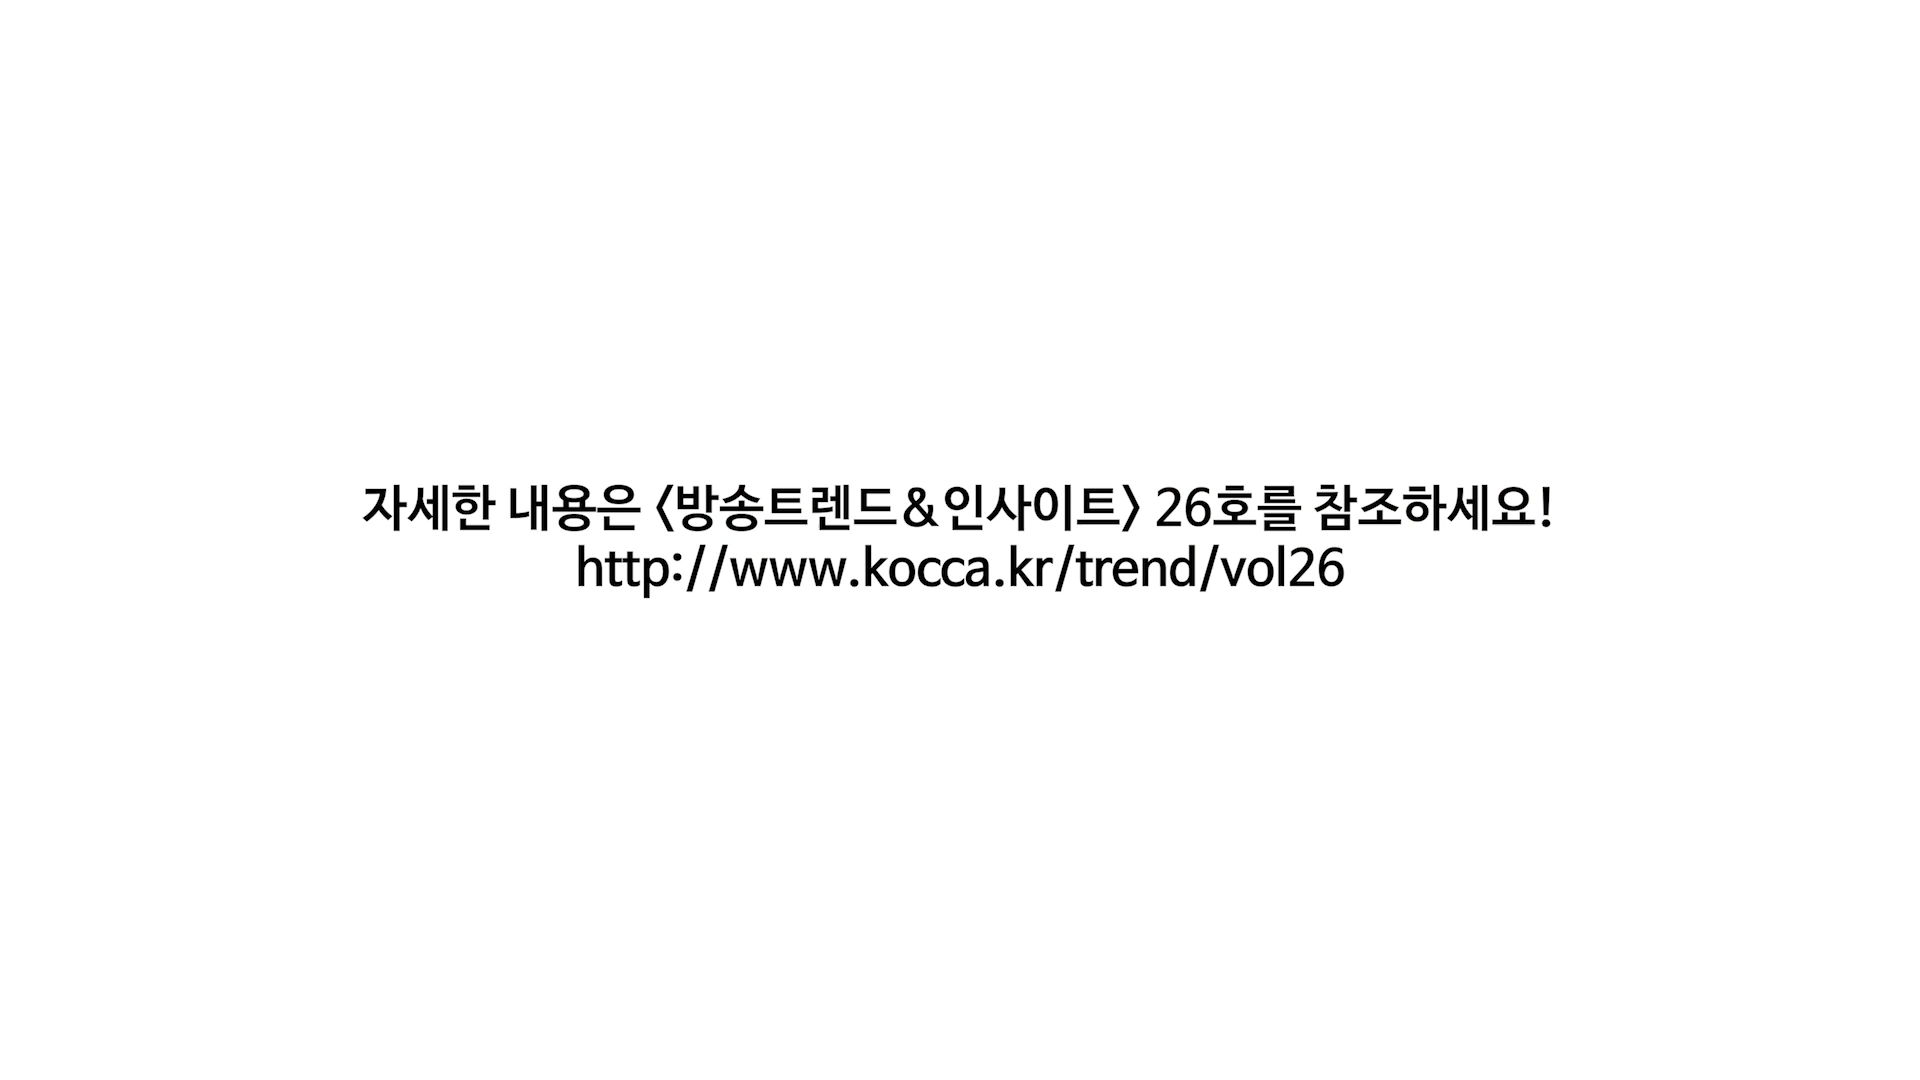 자세한 내용은 <방송트렌드&인사이트> 26호를 참조하세요!
http://www.kocca.kr/trend/vol26